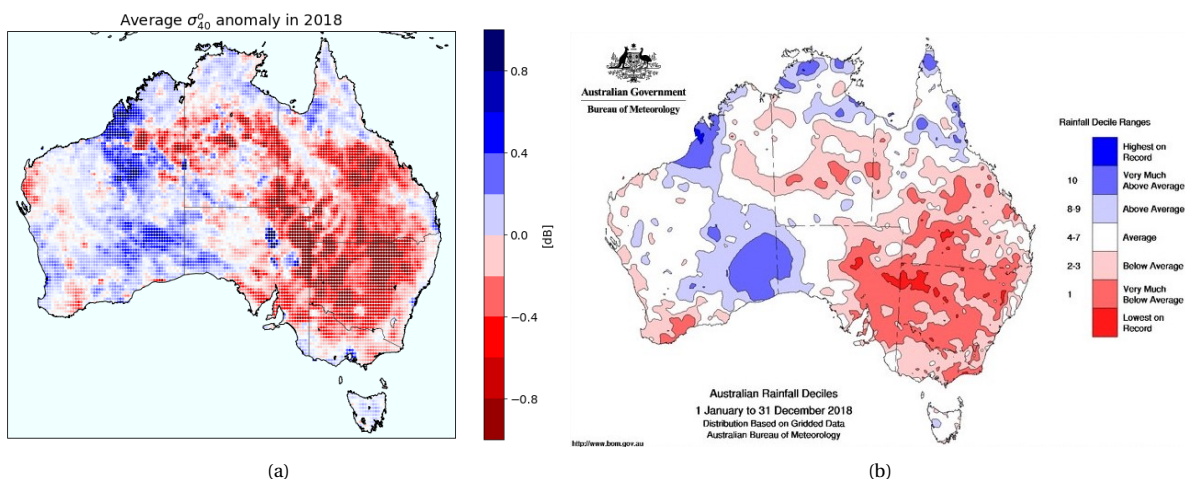 Average σ⁰₄₀ anomaly in 2018
0.8
0.4
0.0
−0.4
−0.8
[dB]
(a)
Australian Government
Bureau of Meteorology
Rainfall Decile Ranges
Highest on
Record
10
Very Much
Above Average
8-9
Above Average
4-7
Average
2-3
Below Average
1
Very Much
Below Average
Lowest on
Record
Australian Rainfall Deciles
1 January to 31 December 2018
Distribution Based on Gridded Data
Australian Bureau of Meteorology
http://www.bom.gov.au
(b)